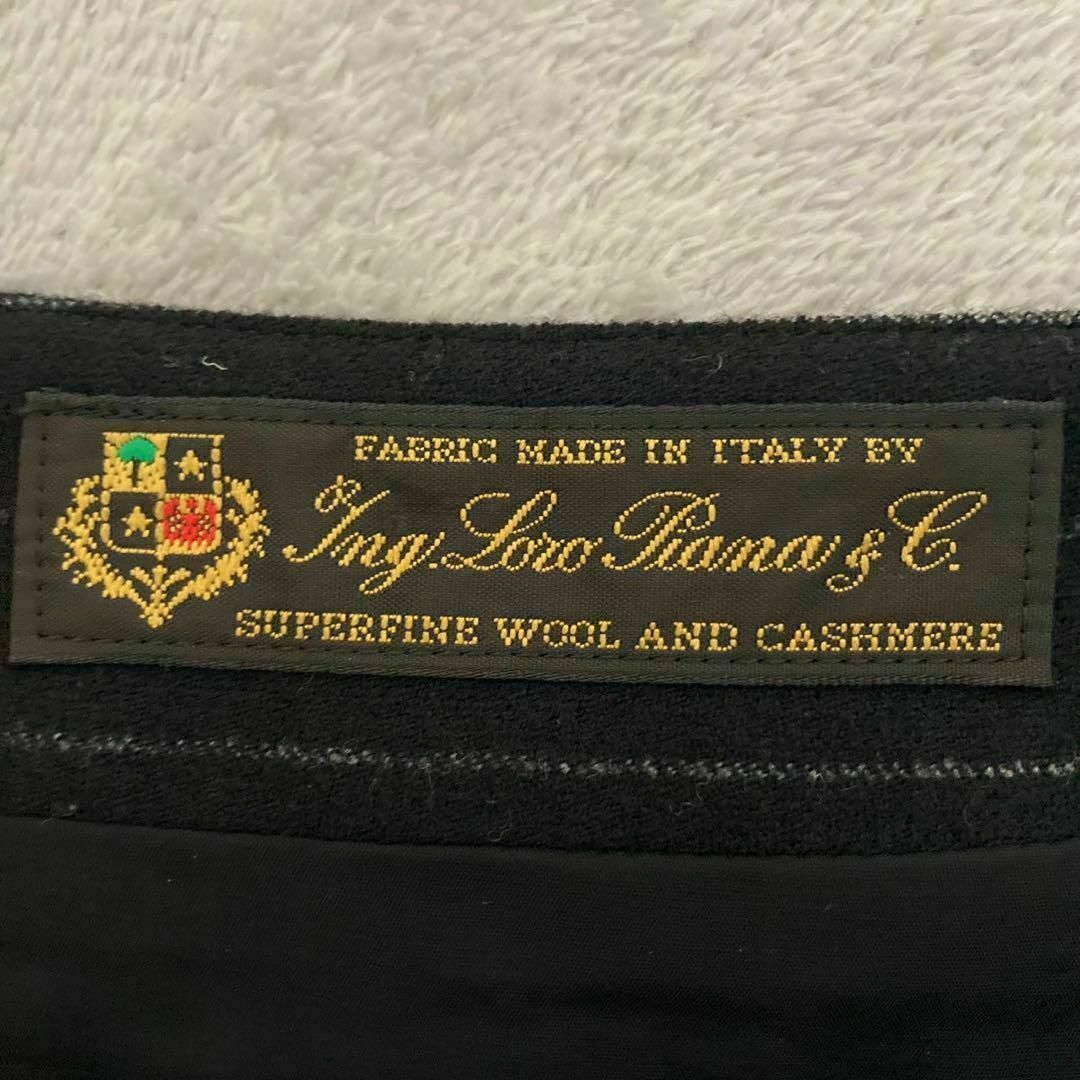 FABRIC MADE IN ITALY BY
Ing. Loro Piana & C.
SUPERFINE WOOL AND CASHMERE